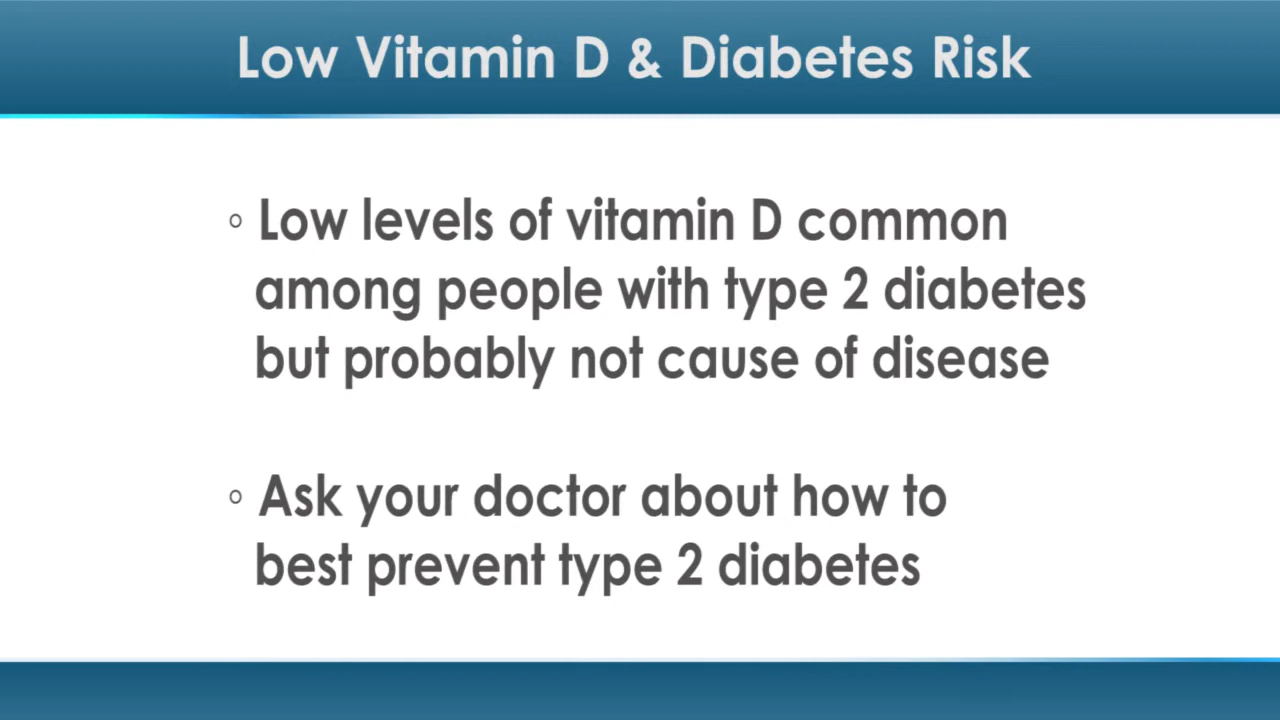 Low Vitamin D & Diabetes Risk
◦ Low levels of vitamin D common
among people with type 2 diabetes
but probably not cause of disease
◦ Ask your doctor about how to
best prevent type 2 diabetes